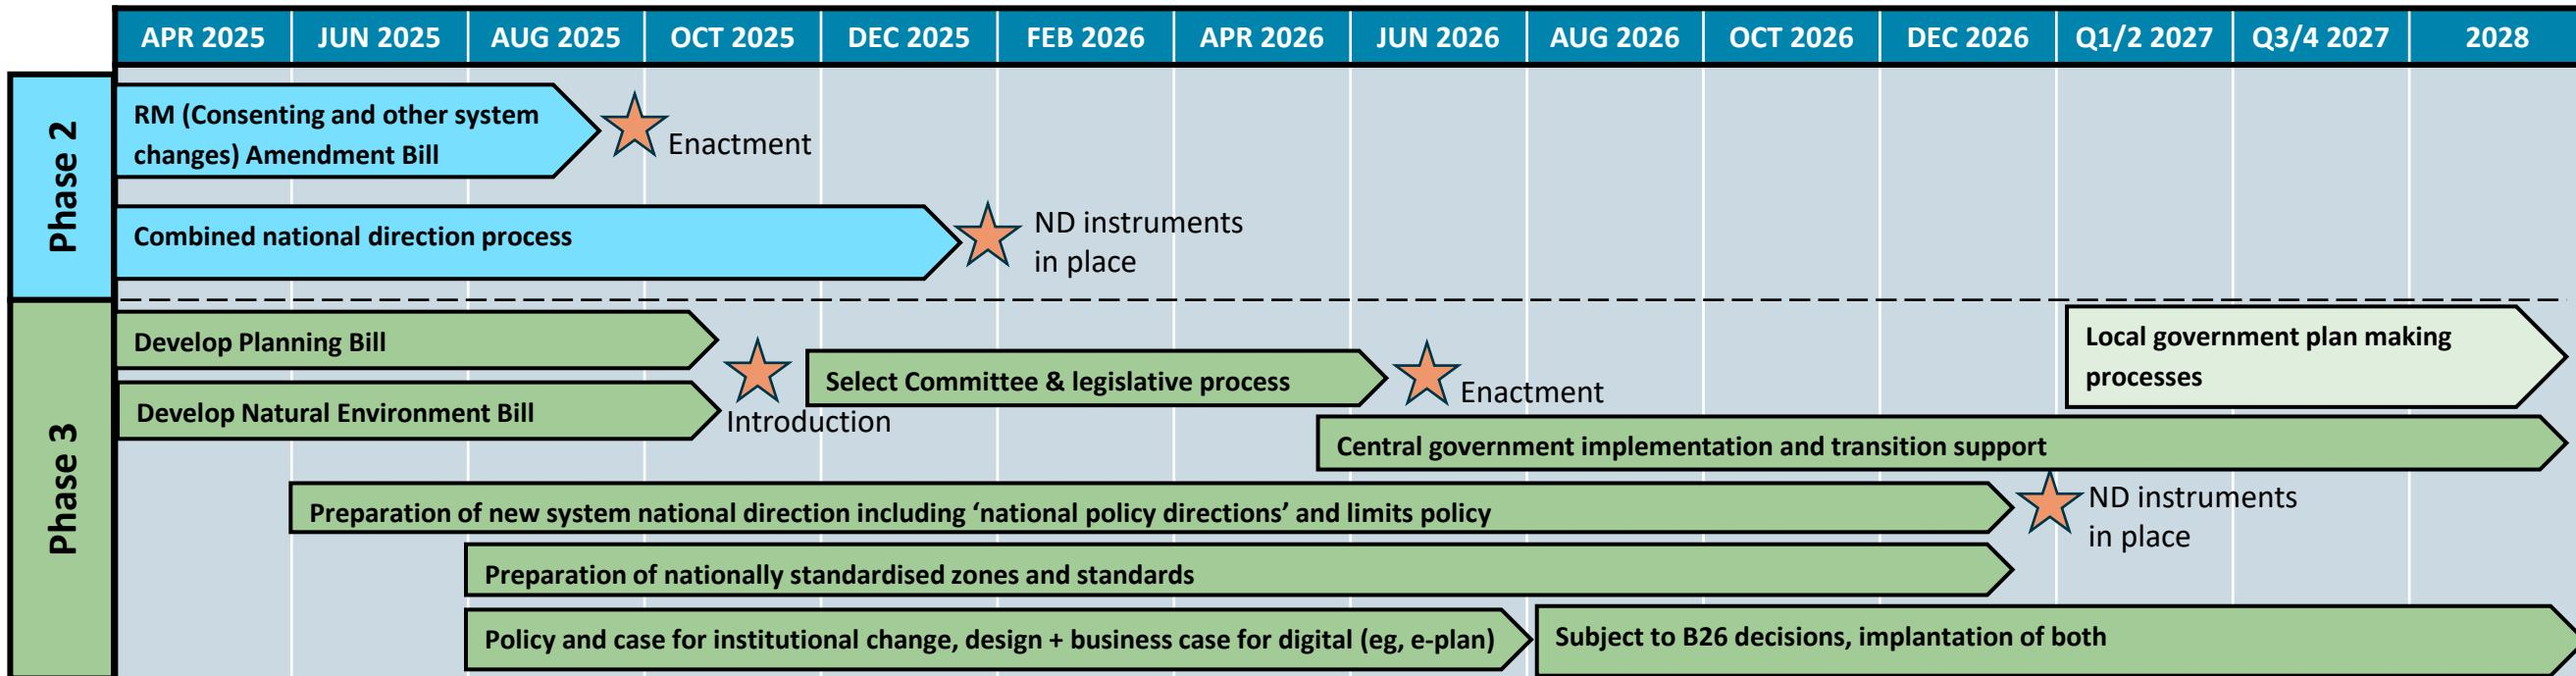 APR 2025
JUN 2025
AUG 2025
OCT 2025
DEC 2025
FEB 2026
APR 2026
JUN 2026
AUG 2026
OCT 2026
DEC 2026
Q1/2 2027
Q3/4 2027
2028
Phase 2
RM (Consenting and other system
changes) Amendment Bill
Enactment
Combined national direction process
ND instruments
in place
Phase 3
Develop Planning Bill
Develop Natural Environment Bill
Introduction
Select Committee & legislative process
Enactment
Local government plan making
processes
Central government implementation and transition support
Preparation of new system national direction including ‘national policy directions’ and limits policy
ND instruments
in place
Preparation of nationally standardised zones and standards
Policy and case for institutional change, design + business case for digital (eg, e-plan)
Subject to B26 decisions, implantation of both